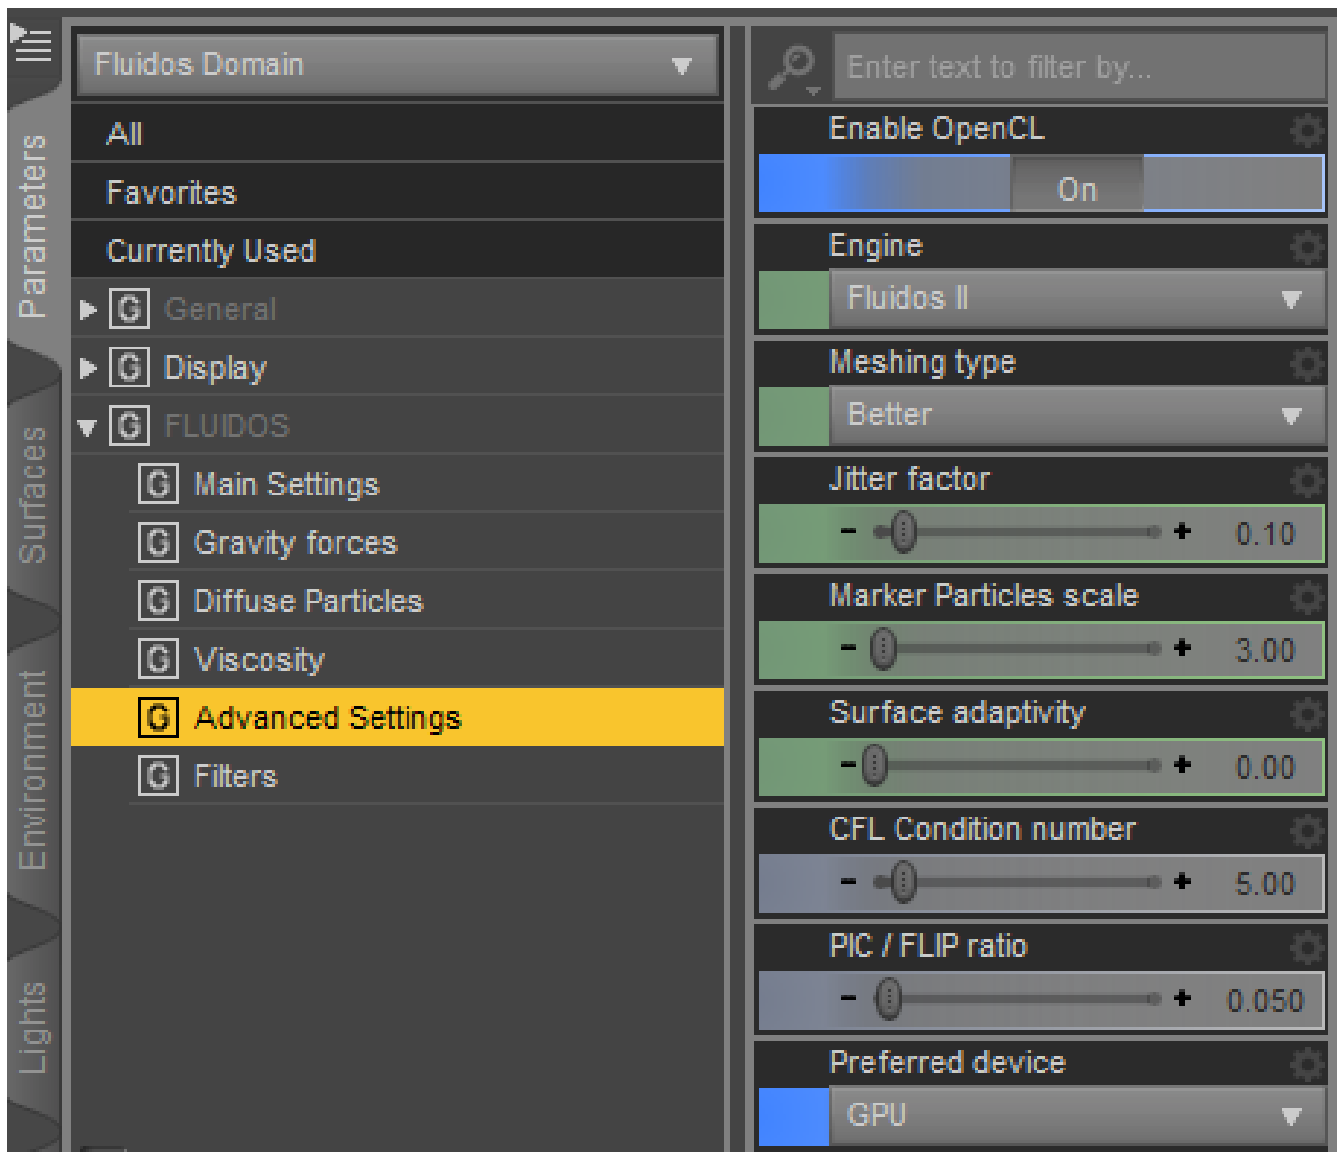 Parameters
Surfaces
Environment
Lights
Fluidos Domain
All
Favorites
Currently Used
G General
G Display
G FLUIDOS
G Main Settings
G Gravity forces
G Diffuse Particles
G Viscosity
G Advanced Settings
G Filters
Enter text to filter by...
Enable OpenCL
On
Engine
Fluidos II
Meshing type
Better
Jitter factor
- + 0.10
Marker Particles scale
- + 3.00
Surface adaptivity
- + 0.00
CFL Condition number
- + 5.00
PIC / FLIP ratio
- + 0.050
Preferred device
GPU